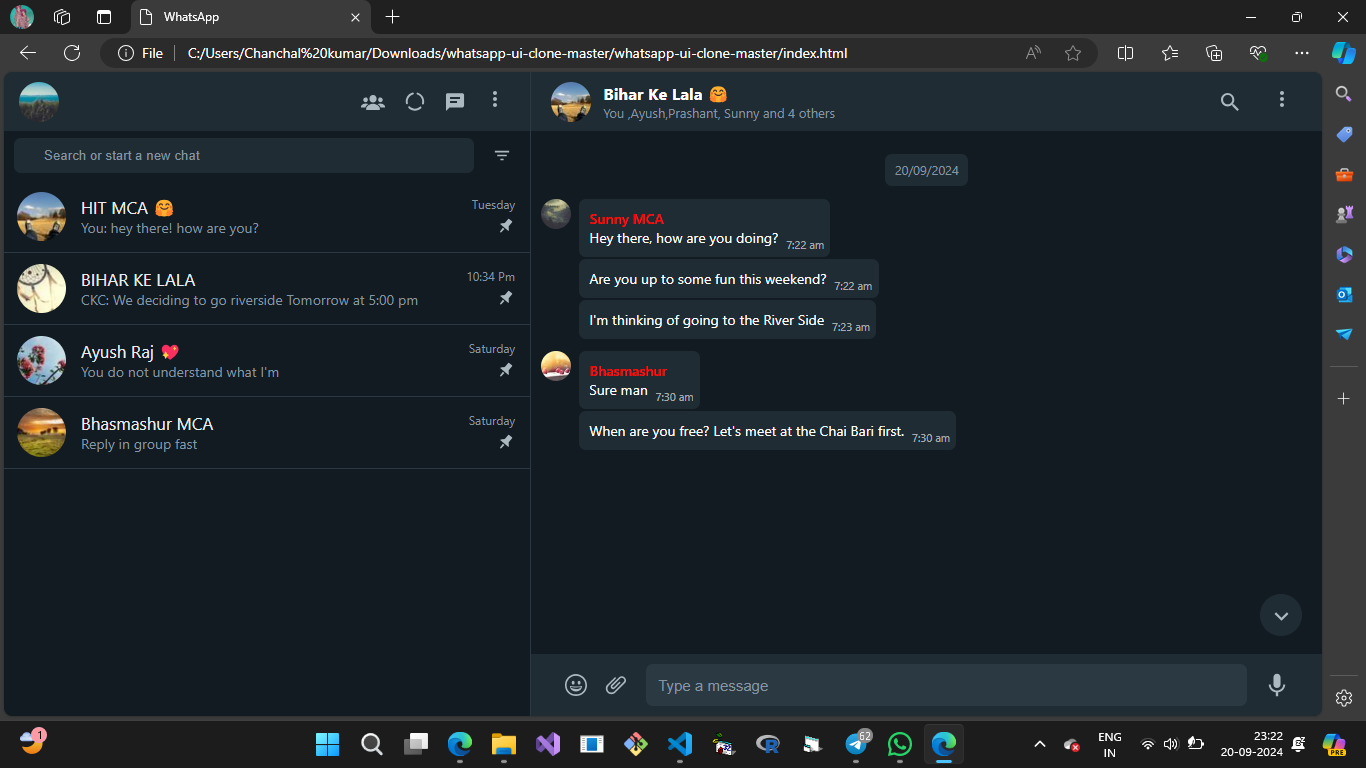 WhatsApp
File
C:/Users/Chanchal%20kumar/Downloads/whatsapp-ui-clone-master/whatsapp-ui-clone-master/index.html
Search or start a new chat
HIT MCA 🤗
Tuesday
You: hey there! how are you?
BIHAR KE LALA
10:34 Pm
CKC: We deciding to go riverside Tomorrow at 5:00 pm
Ayush Raj 💖
Saturday
You do not understand what I'm
Bhasmashur MCA
Saturday
Reply in group fast
Bihar Ke Lala 🤗
You ,Ayush,Prashant, Sunny and 4 others
20/09/2024
Sunny MCA
Hey there, how are you doing? 7:22 am
Are you up to some fun this weekend? 7:22 am
I'm thinking of going to the River Side 7:23 am
Bhasmashur
Sure man 7:30 am
When are you free? Let's meet at the Chai Bari first. 7:30 am
Type a message
1
62
ENG
IN
23:22
20-09-2024
PRE